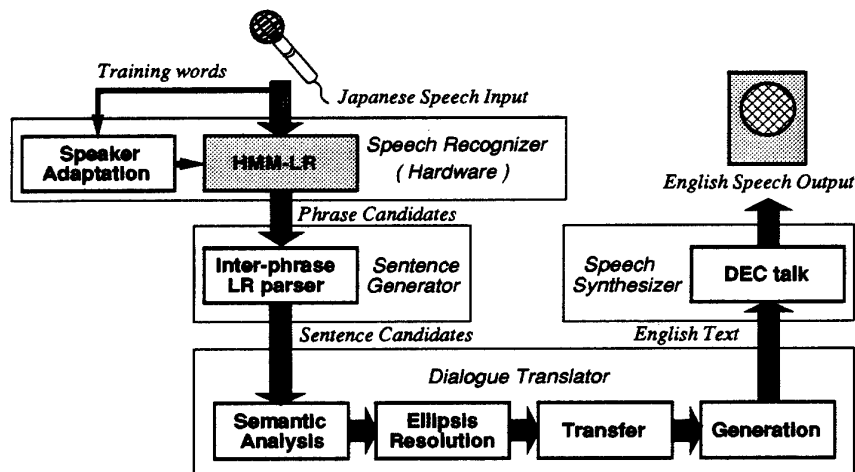 Training words
Japanese Speech Input
Speaker
Adaptation
HMM-LR
Speech Recognizer
( Hardware )
Phrase Candidates
Inter-phrase
LR parser
Sentence
Generator
Sentence Candidates
Dialogue Translator
Semantic
Analysis
Ellipsis
Resolution
Transfer
Generation
English Text
Speech
Synthesizer
DEC talk
English Speech Output